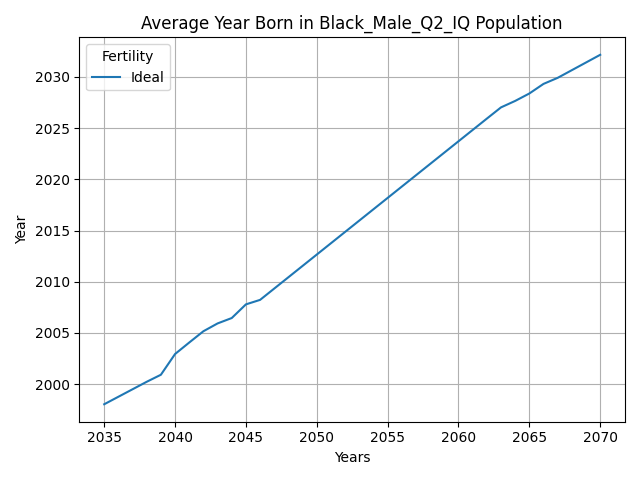 Average Year Born in Black_Male_Q2_IQ Population
Fertility
Ideal
2030
2025
2020
2015
2010
2005
2000
Year
2035 2040 2045 2050 2055 2060 2065 2070
Years